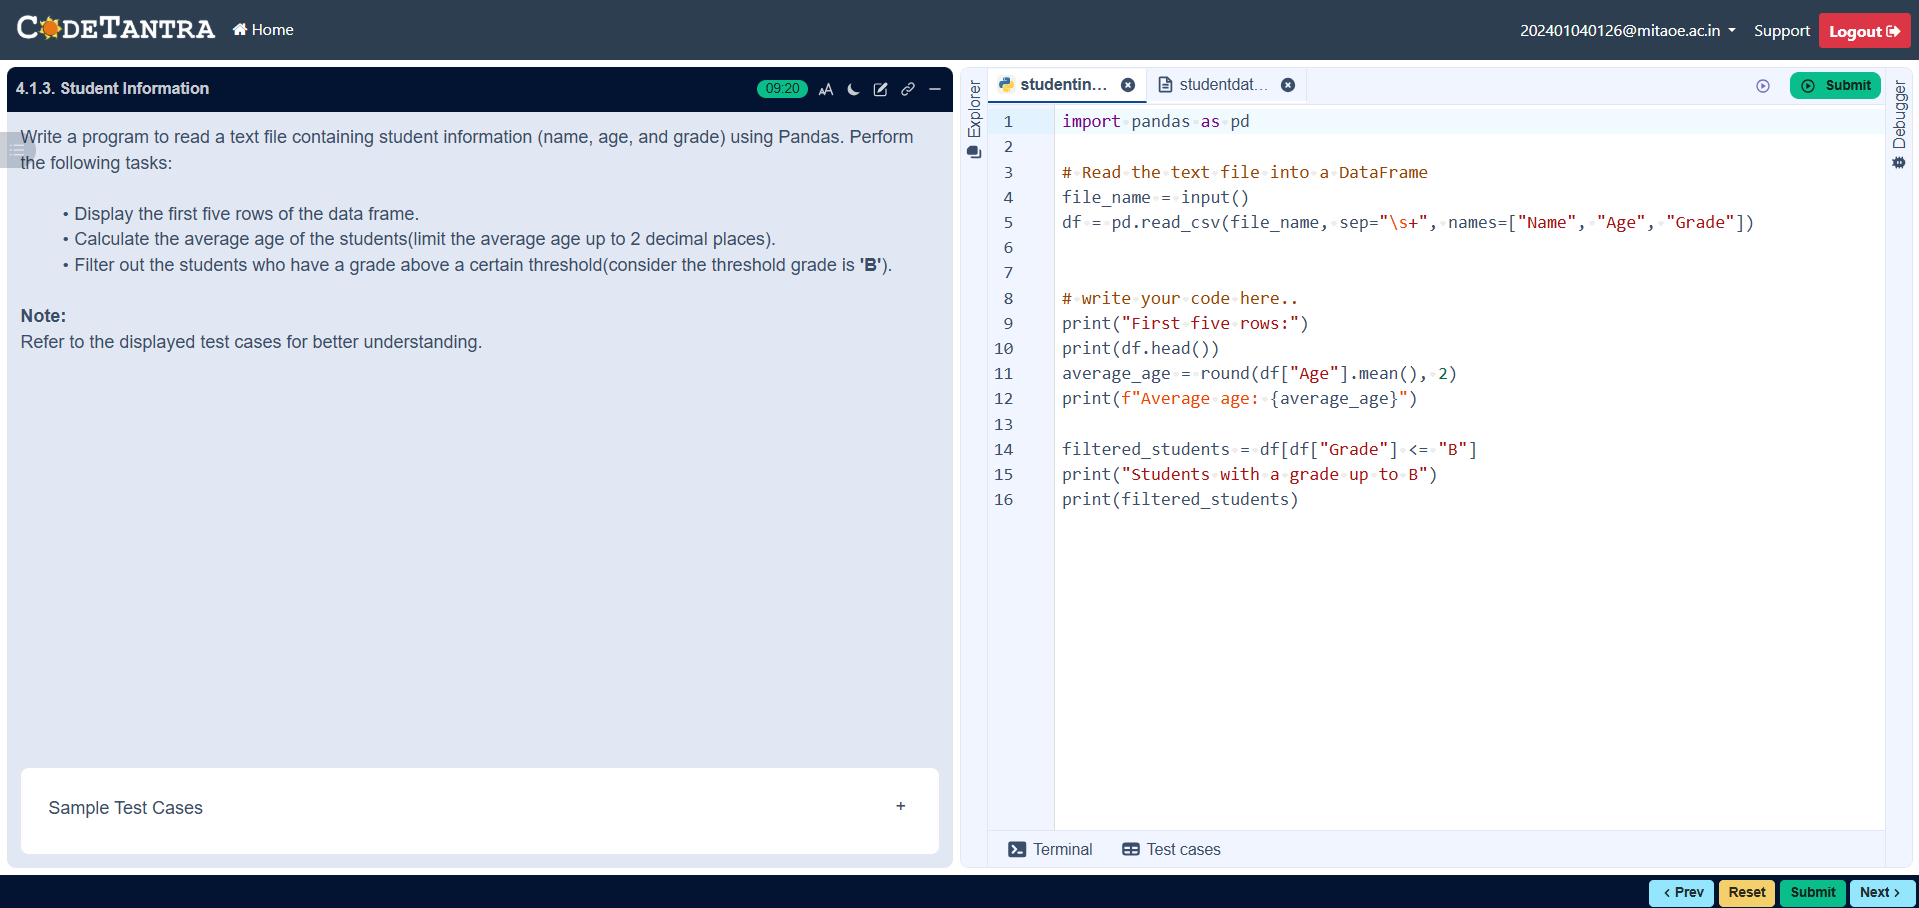 CODETANTRA Home
202401040126@mitaoe.ac.in Support Logout
4.1.3. Student Information
09:20 AA
Write a program to read a text file containing student information (name, age, and grade) using Pandas. Perform
the following tasks:
• Display the first five rows of the data frame.
• Calculate the average age of the students(limit the average age up to 2 decimal places).
• Filter out the students who have a grade above a certain threshold(consider the threshold grade is 'B').
Note:
Refer to the displayed test cases for better understanding.
Sample Test Cases +
Explorer
studentin...
studentdat...
Submit
Debugger
1 import pandas as pd
2
3 # Read the text file into a DataFrame
4 file_name = input()
5 df = pd.read_csv(file_name, sep="\s+", names=["Name", "Age", "Grade"])
6
7
8 # write your code here..
9 print("First five rows:")
10 print(df.head())
11 average_age = round(df["Age"].mean(), 2)
12 print(f"Average age: {average_age}")
13
14 filtered_students = df[df["Grade"] <= "B"]
15 print("Students with a grade up to B")
16 print(filtered_students)
Terminal Test cases
< Prev Reset Submit Next >